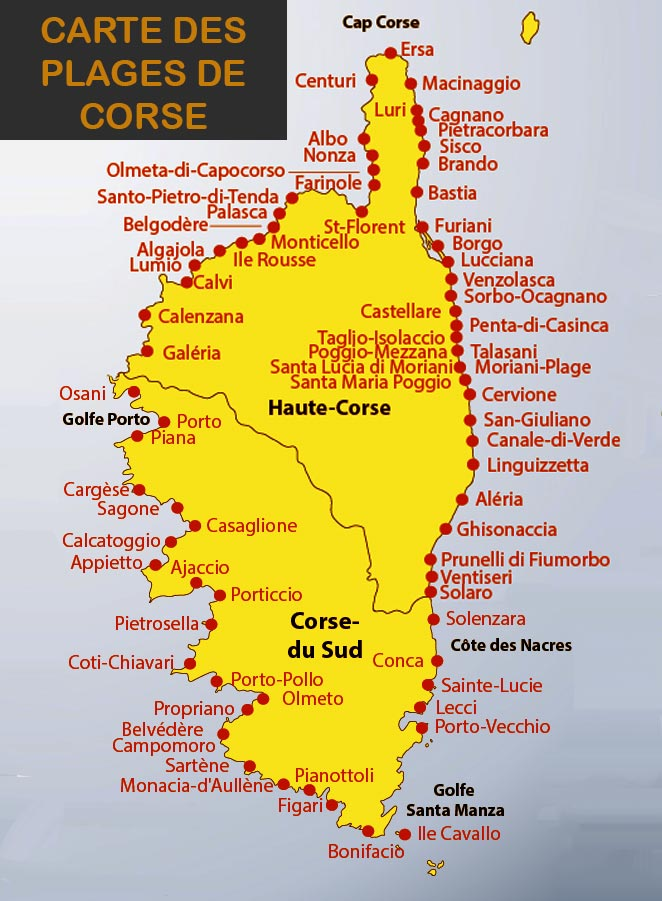 CARTE DES
PLAGES DE
CORSE
Cap Corse
Ersa
Centuri
Macinaggio
Luri
Cagnano
Pietracorbara
Albo
Sisco
Nonza
Brando
Olmeta-di-Capocorso
Farinole
Santo-Pietro-di-Tenda
Bastia
Palasca
Belgodère
St-Florent
Furiani
Monticello
Borgo
Algajola
Ile Rousse
Lucciana
Lumio
Calvi
Venzolasca
Sorbo-Ocagnano
Calenzana
Castellare
Penta-di-Casinca
Taglio-Isolaccio
Galéria
Poggio-Mezzana
Talasani
Santa Lucia di Moriani
Moriani-Plage
Santa Maria Poggio
Osani
Cervione
Haute-Corse
Golfe Porto
Porto
San-Giuliano
Piana
Canale-di-Verde
Linguizzetta
Cargèse
Sagone
Aléria
Casaglione
Ghisonaccia
Calcatoggio
Appietto
Ajaccio
Prunelli di Fiumorbo
Ventiseri
Porticcio
Solaro
Pietrosella
Corse-
du Sud
Solenzara
Côte des Nacres
Coti-Chiavari
Conca
Porto-Pollo
Sainte-Lucie
Olmeto
Propriano
Lecci
Belvédère
Campomoro
Porto-Vecchio
Sartène
Pianottoli
Monacia-d'Aullène
Figari
Golfe
Santa Manza
Ile Cavallo
Bonifacio